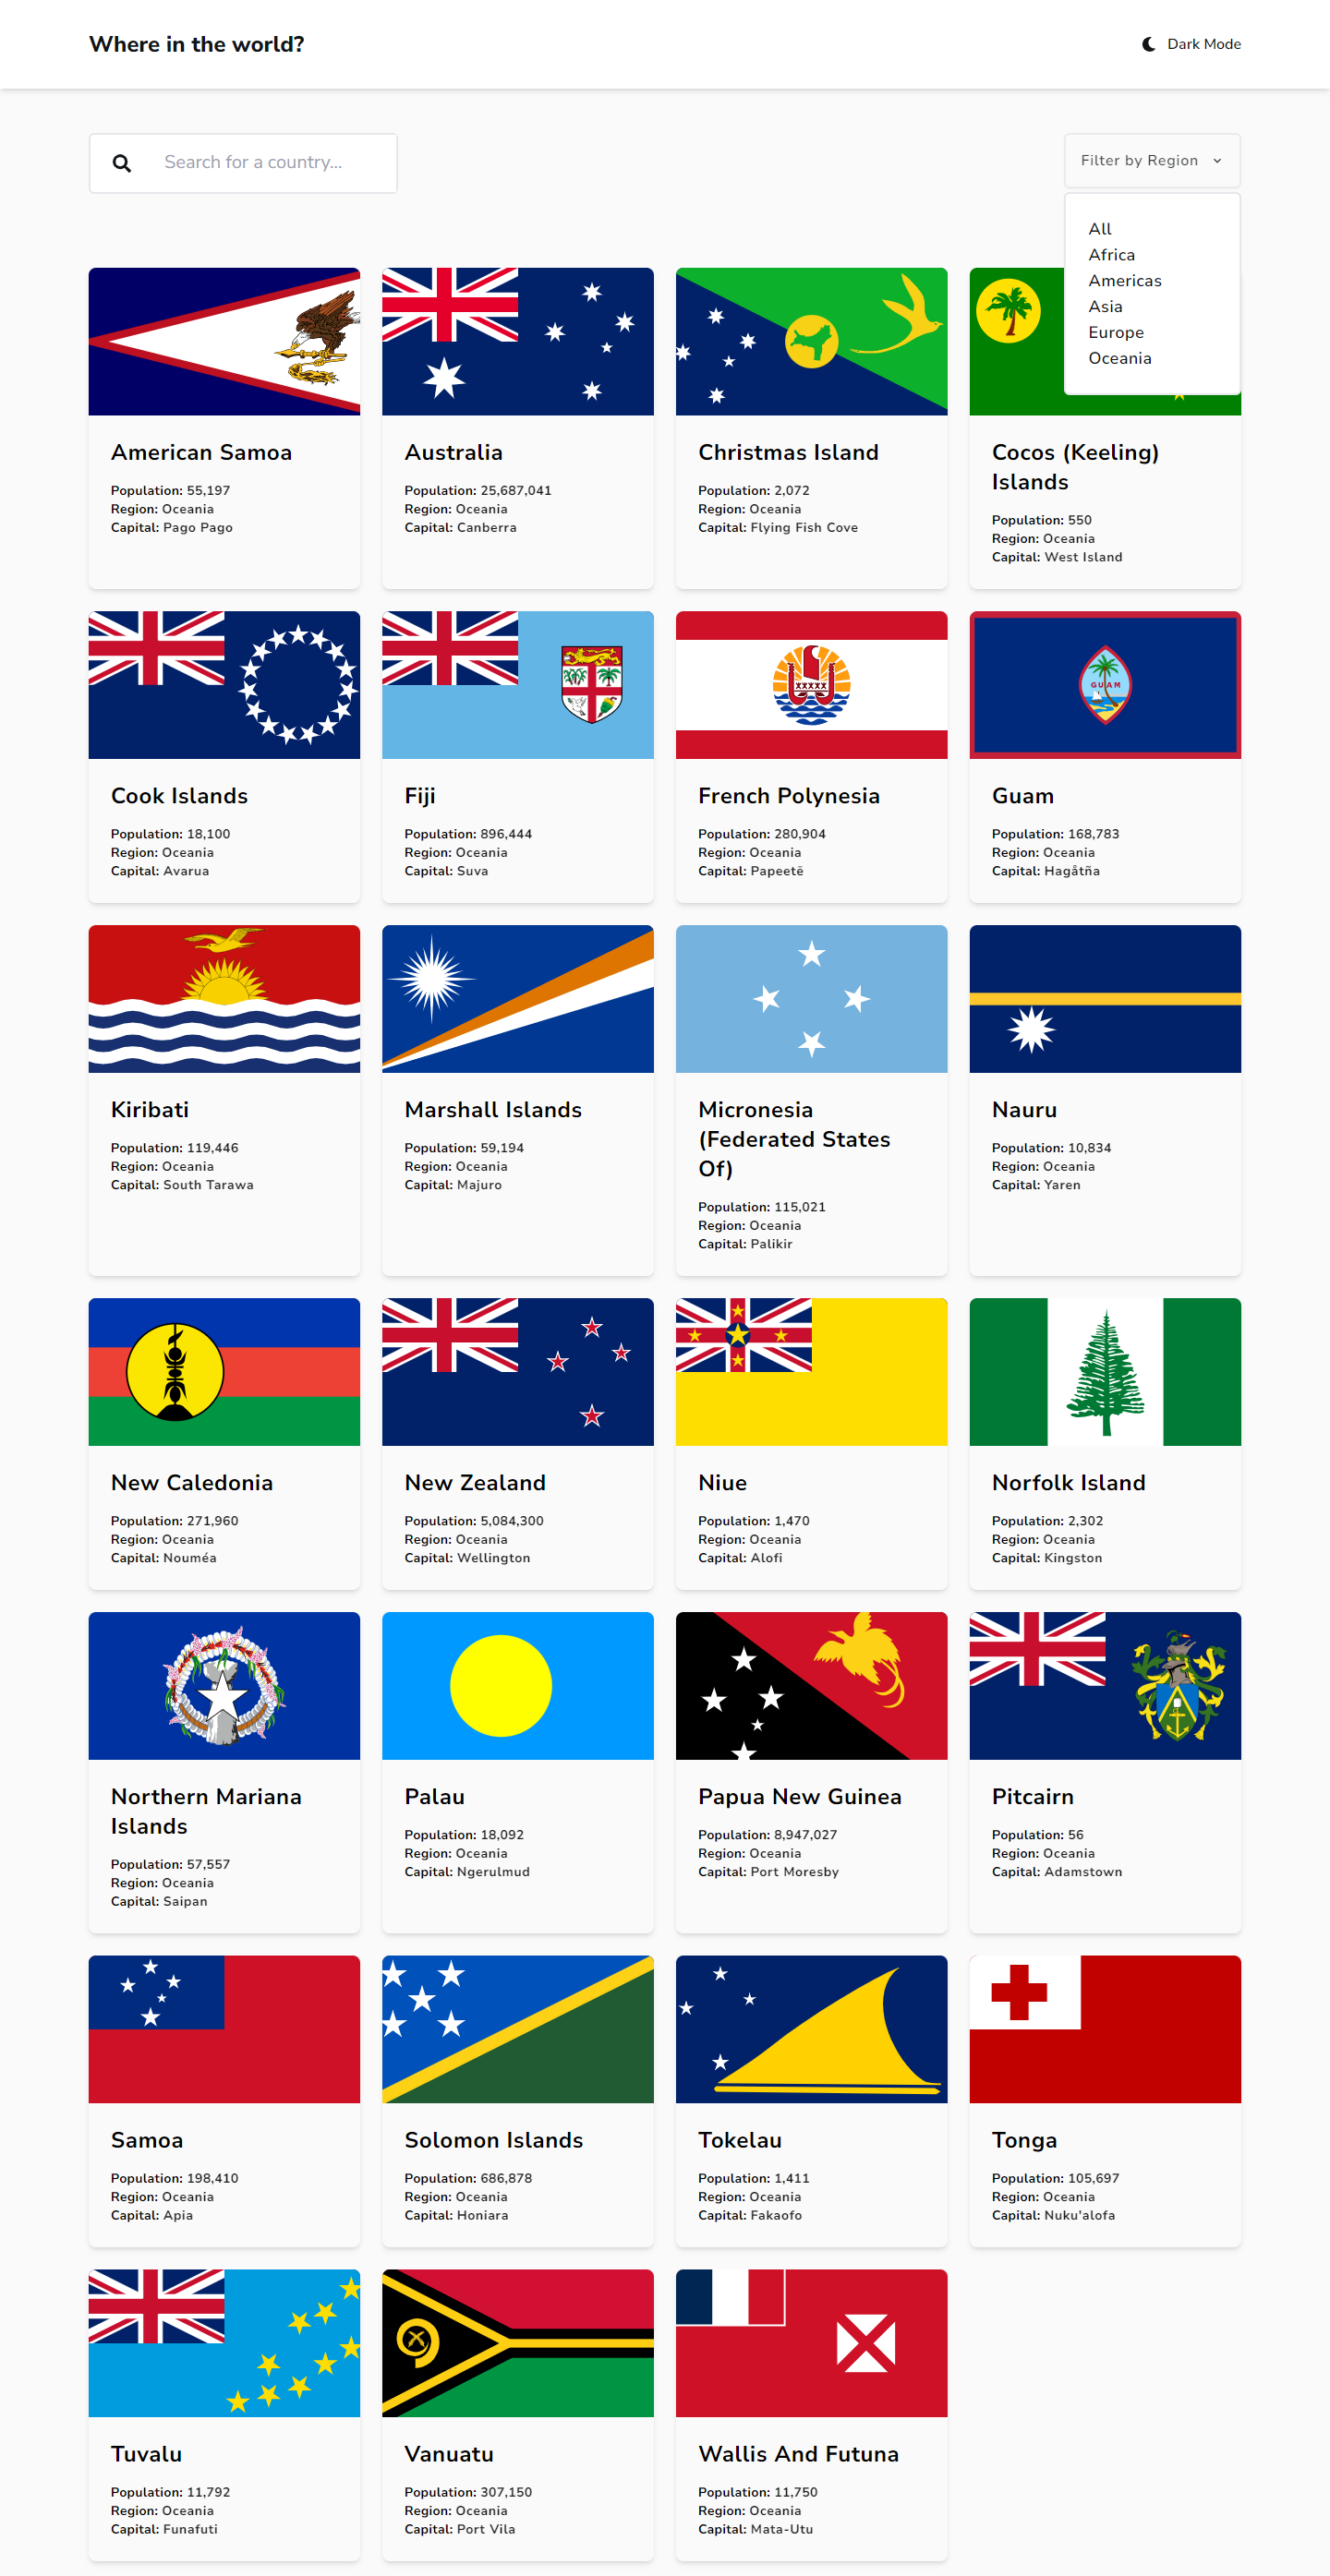 Where in the world?
Dark Mode
Search for a country...
Filter by Region
All
Africa
Americas
Asia
Europe
Oceania
American Samoa
Population: 55,197
Region: Oceania
Capital: Pago Pago
Australia
Population: 25,687,041
Region: Oceania
Capital: Canberra
Christmas Island
Population: 2,072
Region: Oceania
Capital: Flying Fish Cove
Cocos (Keeling)
Islands
Population: 550
Region: Oceania
Capital: West Island
Cook Islands
Population: 18,100
Region: Oceania
Capital: Avarua
Fiji
Population: 896,444
Region: Oceania
Capital: Suva
French Polynesia
Population: 280,904
Region: Oceania
Capital: Papeetē
GUAM
Guam
Population: 168,783
Region: Oceania
Capital: Hagåtña
Kiribati
Population: 119,446
Region: Oceania
Capital: South Tarawa
Marshall Islands
Population: 59,194
Region: Oceania
Capital: Majuro
Micronesia
(Federated States
Of)
Population: 115,021
Region: Oceania
Capital: Palikir
Nauru
Population: 10,834
Region: Oceania
Capital: Yaren
New Caledonia
Population: 271,960
Region: Oceania
Capital: Nouméa
New Zealand
Population: 5,084,300
Region: Oceania
Capital: Wellington
Niue
Population: 1,470
Region: Oceania
Capital: Alofi
Norfolk Island
Population: 2,302
Region: Oceania
Capital: Kingston
Northern Mariana
Islands
Population: 57,557
Region: Oceania
Capital: Saipan
Palau
Population: 18,092
Region: Oceania
Capital: Ngerulmud
Papua New Guinea
Population: 8,947,027
Region: Oceania
Capital: Port Moresby
Pitcairn
Population: 56
Region: Oceania
Capital: Adamstown
Samoa
Population: 198,410
Region: Oceania
Capital: Apia
Solomon Islands
Population: 686,878
Region: Oceania
Capital: Honiara
Tokelau
Population: 1,411
Region: Oceania
Capital: Fakaofo
Tonga
Population: 105,697
Region: Oceania
Capital: Nuku'alofa
Tuvalu
Population: 11,792
Region: Oceania
Capital: Funafuti
Vanuatu
Population: 307,150
Region: Oceania
Capital: Port Vila
Wallis And Futuna
Population: 11,750
Region: Oceania
Capital: Mata-Utu